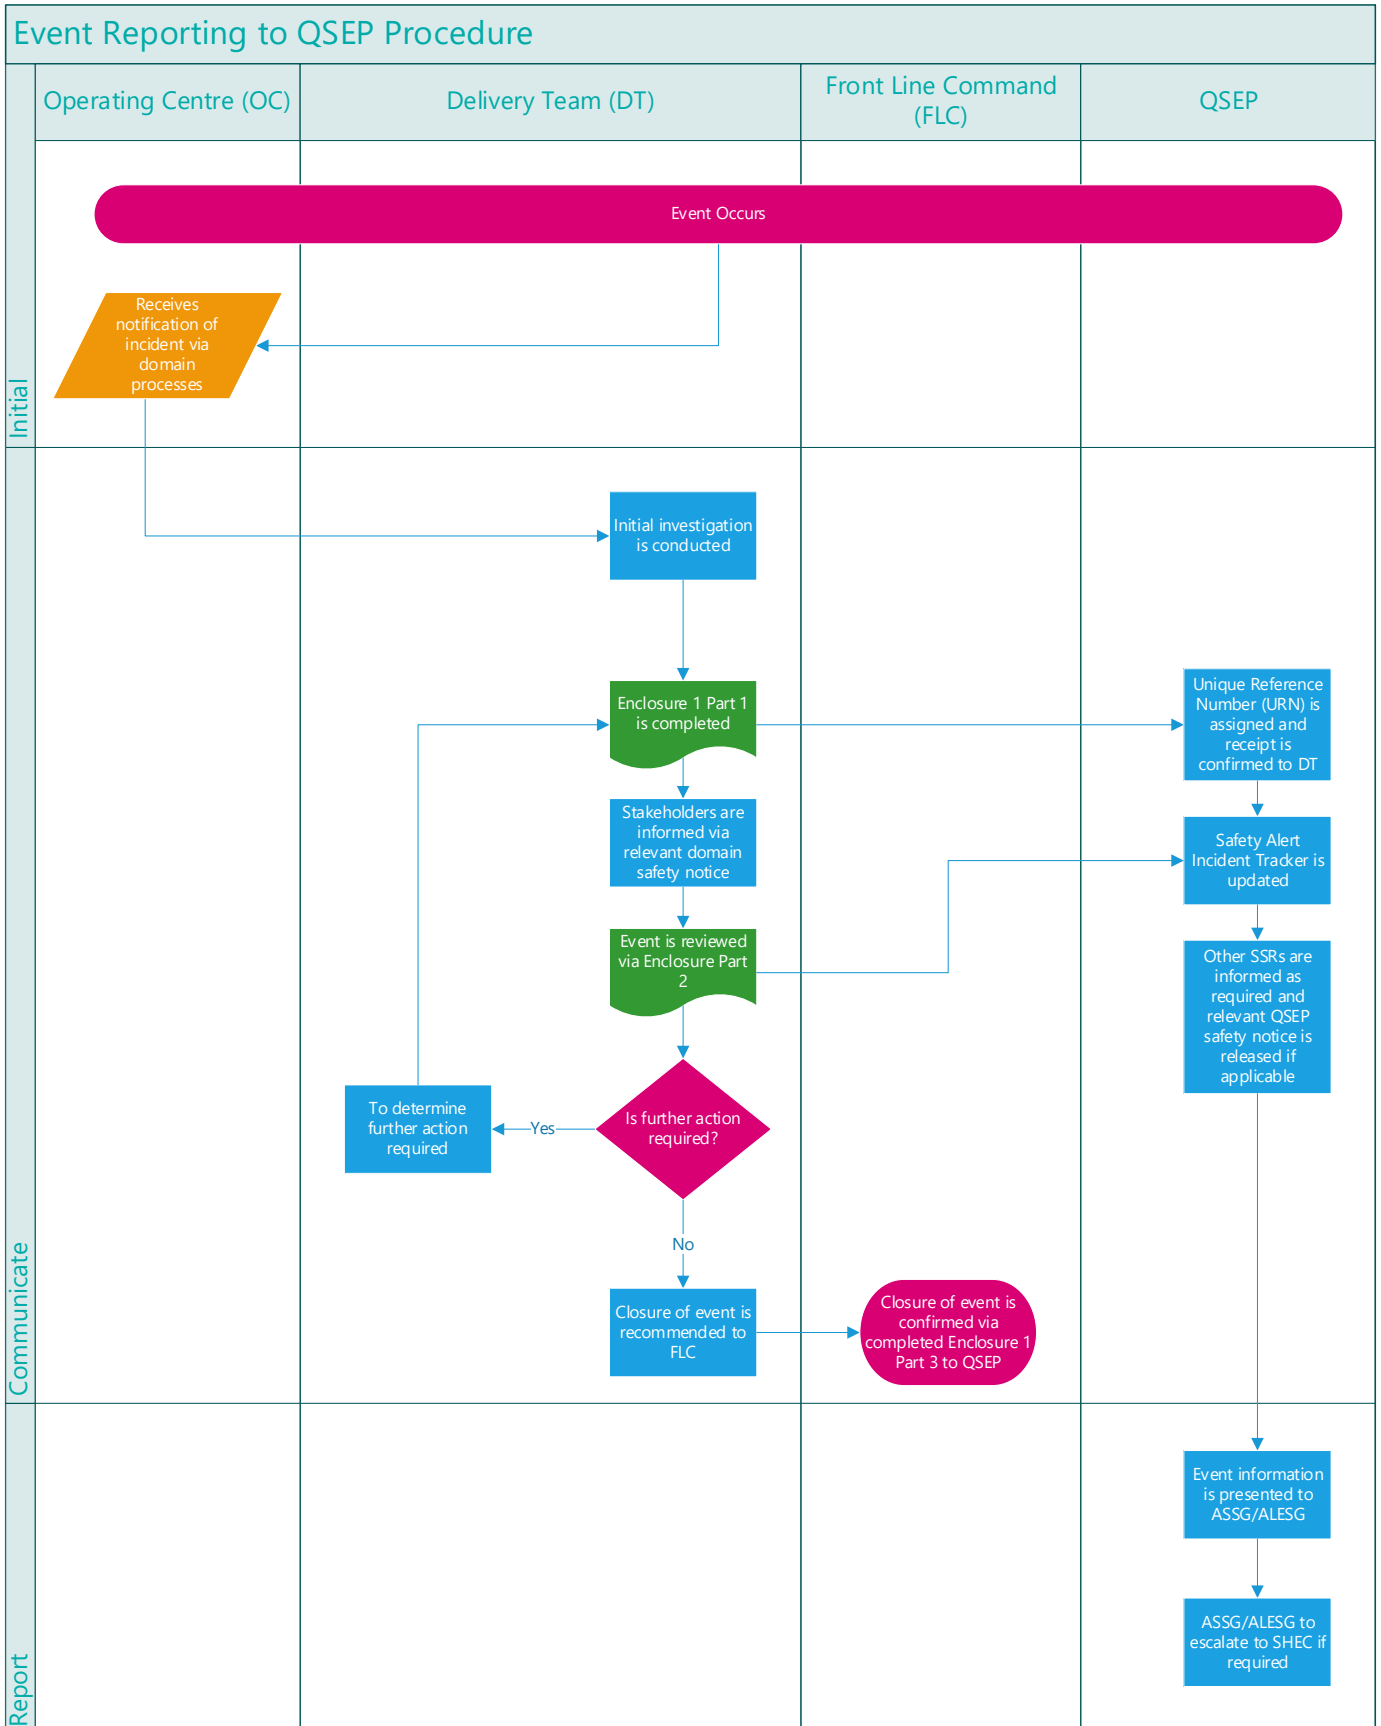 Event Reporting to QSEP Procedure
Operating Centre (OC)
Delivery Team (DT)
Front Line Command
(FLC)
QSEP
Initial
Event Occurs
Receives
notification of
incident via
domain
processes
Communicate
Initial investigation
is conducted
Enclosure 1 Part 1
is completed
Unique Reference
Number (URN) is
assigned and
receipt is
confirmed to DT
Stakeholders are
informed via
relevant domain
safety notice
Safety Alert
Incident Tracker is
updated
Event is reviewed
via Enclosure Part
2
Other SSRs are
informed as
required and
relevant QSEP
safety notice is
released if
applicable
Is further action
required?
Yes
To determine
further action
required
No
Closure of event is
recommended to
FLC
Closure of event is
confirmed via
completed Enclosure 1
Part 3 to QSEP
Report
Event information
is presented to
ASSG/ALESG
ASSG/ALESG to
escalate to SHEC if
required